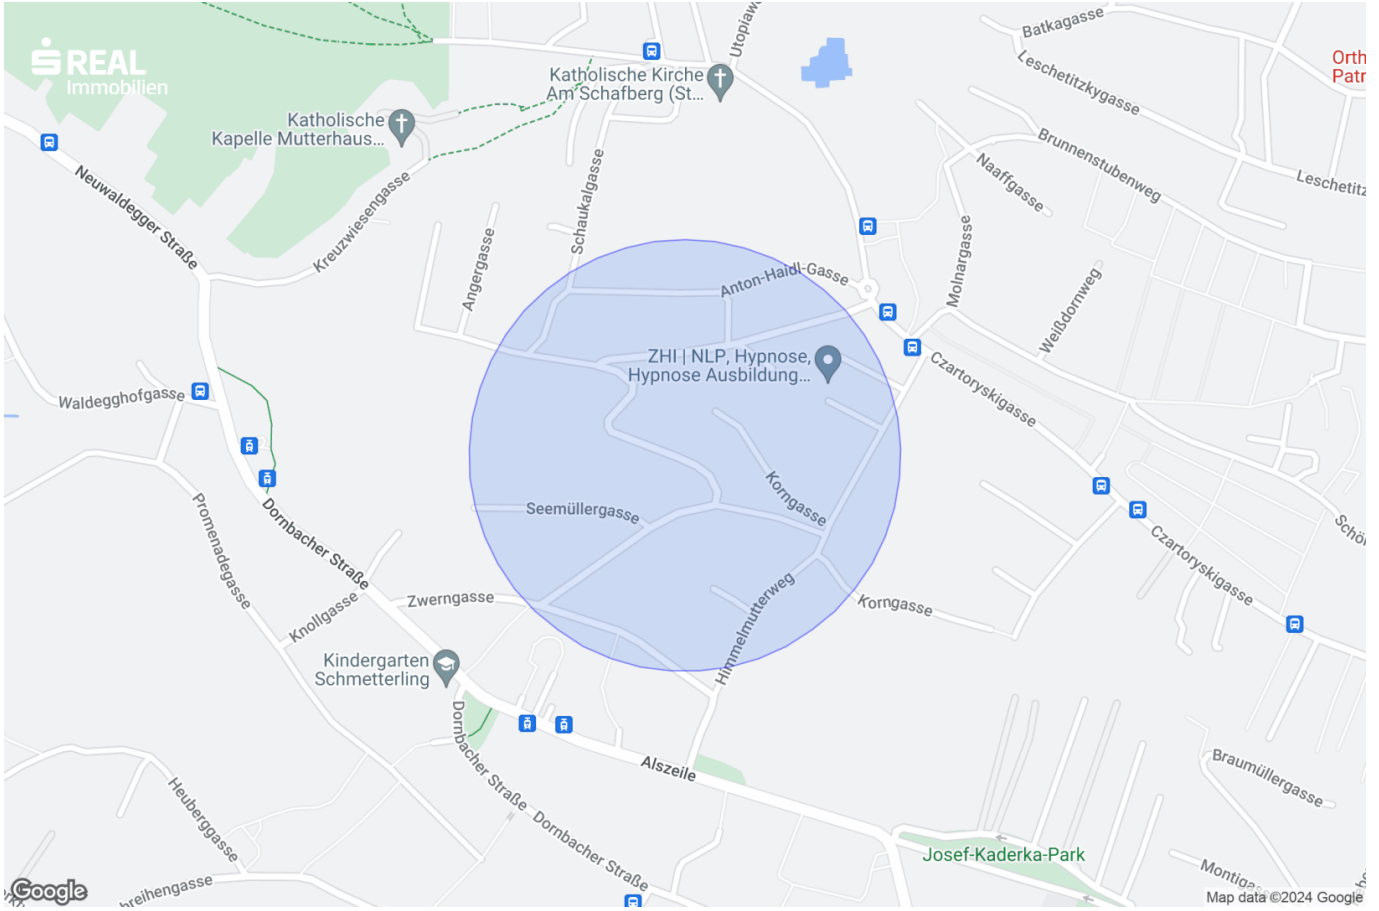 Batkagasse
Utopiaw
Leschetitzkygasse
Orth
Patr
S REAL
Immobilien
Katholische Kirche
Am Schafberg (St...
Katholische
Kapelle Mutterhaus...
Brunnenstubenweg
Naaffgasse
Leschetitz
Neuwaldegger Straße
Kreuzwiesengasse
Schaukalgasse
Angergasse
Molnargasse
Anton-Haidl-Gasse
Weißdornweg
ZHI | NLP, Hypnose,
Hypnose Ausbildung...
Czartoryskigasse
Waldegghofgasse
Korngasse
Seemüllergasse
Promenadegasse
Dornbacher Straße
Schör
Czartoryskigasse
Zwerngasse
Knollgasse
Korngasse
Himmelmutterweg
Kindergarten
Schmetterling
Dornbacher Straße
Alszeile
Braumüllergasse
Heuberggasse
Dornbacher Straße
Josef-Kaderka-Park
Montigasse
breihengasse
Google
Map data ©2024 Google